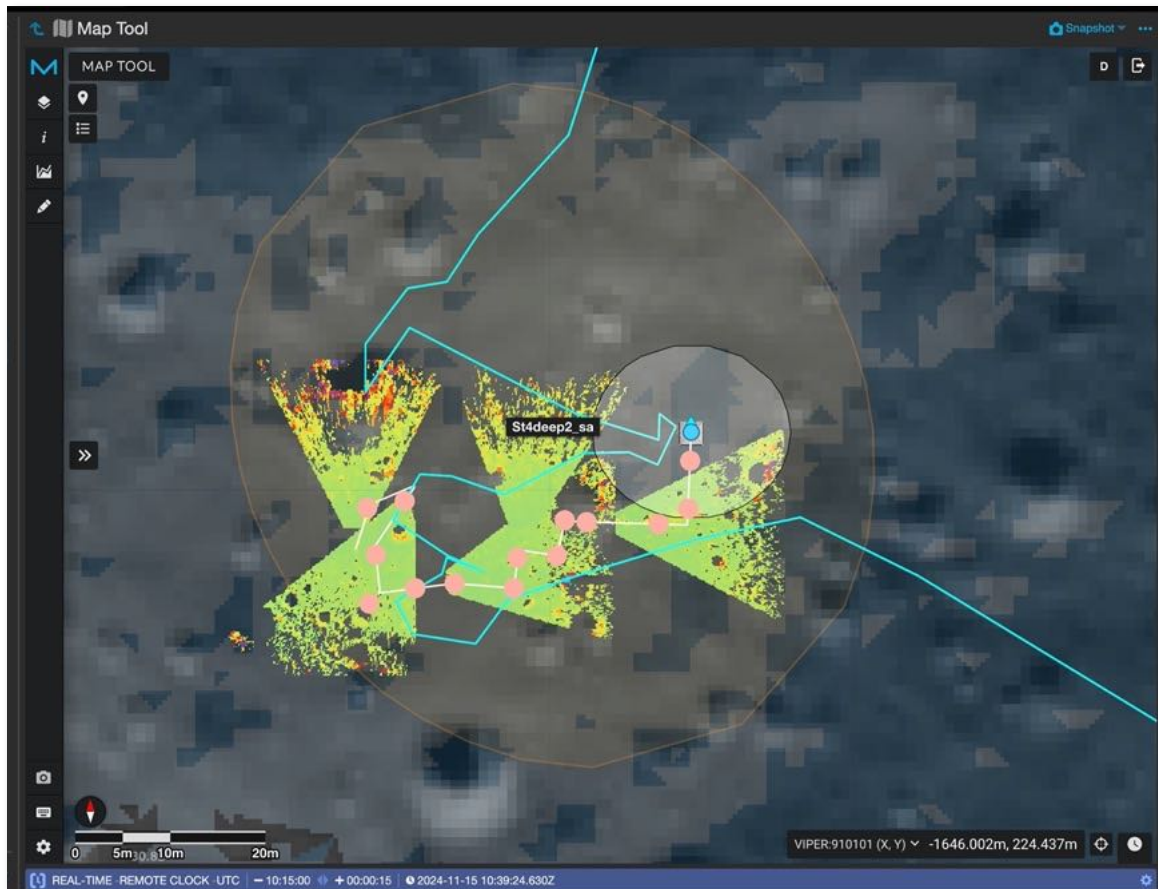 Map Tool
Snapshot
MAP TOOL
D
St4deep2_sa
0 5m 10m 20m
VIPER:910101 (X, Y) -1646.002m, 224.437m
REAL-TIME REMOTE CLOCK UTC - 10:15:00 + 00:00:15 2024-11-15 10:39:24.630Z